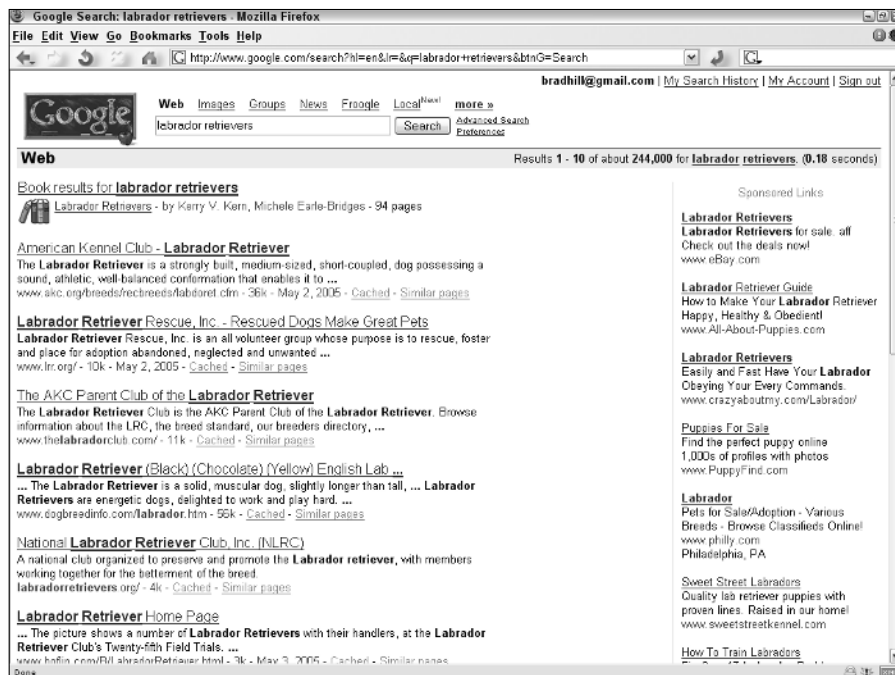 Google Search: labrador retrievers - Mozilla Firefox
File Edit View Go Bookmarks Tools Help
http://www.google.com/search?hl=en&lr=&q=labrador+retrievers&btnG=Search
bradhill@gmail.com | My Search History | My Account | Sign out
Google
Web Images Groups News Froogle Local New! more »
labrador retrievers Search Advanced Search
Preferences
Web Results 1 - 10 of about 244,000 for labrador retrievers. (0.18 seconds)
Book results for labrador retrievers
Labrador Retrievers - by Kerry V. Kern, Michele Earle-Bridges - 94 pages
American Kennel Club - Labrador Retriever
The Labrador Retriever is a strongly built, medium-sized, short-coupled, dog possessing a
sound, athletic, well-balanced conformation that enables it to ...
www.akc.org/breeds/recbreeds/labdoret.cfm - 36k - May 2, 2005 - Cached - Similar pages
Labrador Retriever Rescue, Inc. - Rescued Dogs Make Great Pets
Labrador Retriever Rescue, Inc. is an all volunteer group whose purpose is to rescue, foster
and place for adoption abandoned, neglected and unwanted ...
www.lrr.org/ - 10k - May 2, 2005 - Cached - Similar pages
The AKC Parent Club of the Labrador Retriever
The Labrador Retriever Club is the AKC Parent Club of the Labrador Retriever. Browse
information about the LRC, the breed standard, our breeders directory, ...
www.thelabradorclub.com/ - 11k - Cached - Similar pages
Labrador Retriever (Black) (Chocolate) (Yellow) English Lab ...
... The Labrador Retriever is a solid, muscular dog, slightly longer than tall, ... Labrador
Retrievers are energetic dogs, delighted to work and play hard. ...
www.dogbreedinfo.com/labrador.htm - 56k - Cached - Similar pages
National Labrador Retriever Club, Inc. (NLRC)
A national club organized to preserve and promote the Labrador retriever, with members
working together for the betterment of the breed.
labradorretrievers.org/ - 4k - Cached - Similar pages
Labrador Retriever Home Page
... The picture shows a number of Labrador Retrievers with their handlers, at the Labrador
Retriever Club's Twenty-fifth Field Trials. ...
www.hoflin.com/B/LabradorRetriever.html - 3k - May 3, 2005 - Cached - Similar pages
Sponsored Links
Labrador Retrievers
Labrador Retrievers for sale. aff
Check out the deals now!
www.eBay.com
Labrador Retriever Guide
How to Make Your Labrador Retriever
Happy, Healthy & Obedient!
www.All-About-Puppies.com
Labrador Retrievers
Easily and Fast Have Your Labrador
Obeying Your Every Commands.
www.crazyaboutmy.com/Labrador/
Puppies For Sale
Find the perfect puppy online
1,000s of profiles with photos
www.PuppyFind.com
Labrador
Pets for Sale/Adoption - Various
Breeds - Browse Classifieds Online!
www.philly.com
Philadelphia, PA
Sweet Street Labradors
Quality lab retriever puppies with
proven lines. Raised in our home!
www.sweetstreetkennel.com
How To Train Labradors
Done